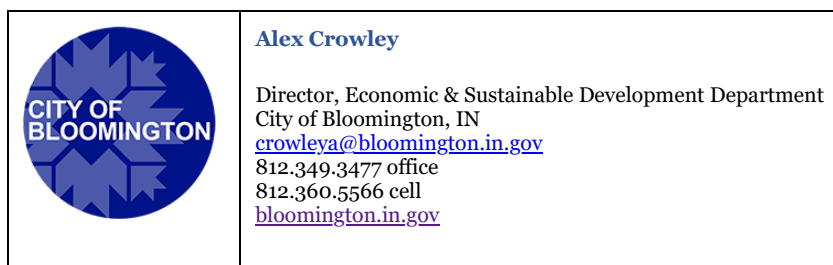 CITY OF
BLOOMINGTON
Alex Crowley
Director, Economic & Sustainable Development Department
City of Bloomington, IN
crowleya@bloomington.in.gov
812.349.3477 office
812.360.5566 cell
bloomington.in.gov